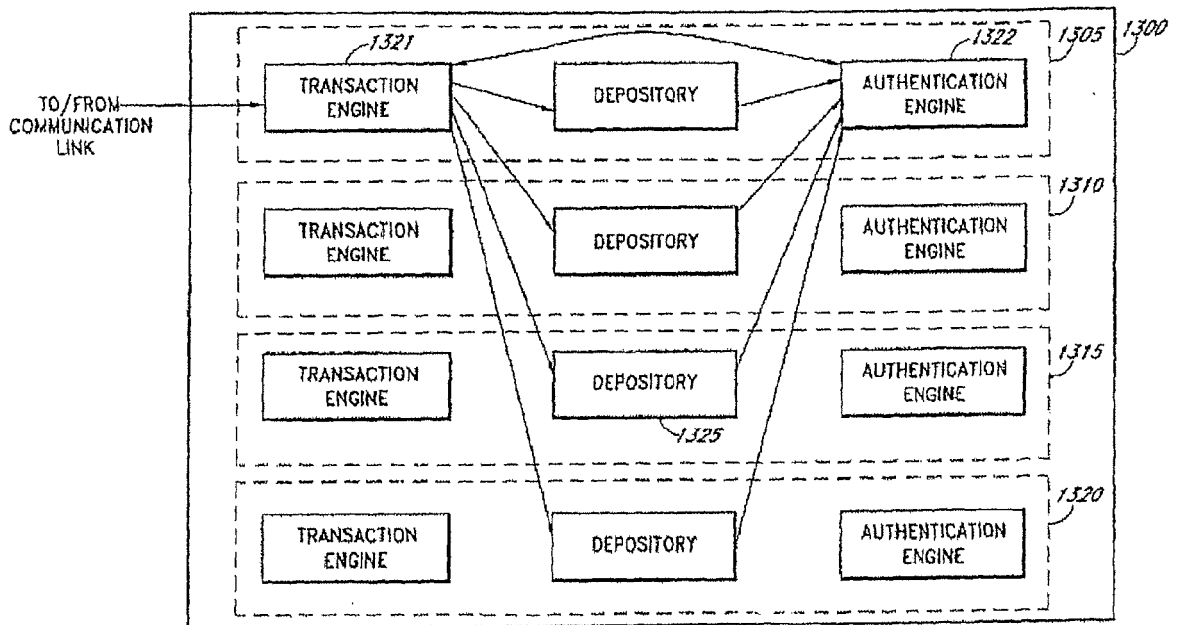 1321
1322
1305
1300
TRANSACTION
ENGINE
DEPOSITORY
AUTHENTICATION
ENGINE
TO/FROM
COMMUNICATION
LINK
1310
TRANSACTION
ENGINE
DEPOSITORY
AUTHENTICATION
ENGINE
1315
TRANSACTION
ENGINE
DEPOSITORY
AUTHENTICATION
ENGINE
1325
1320
TRANSACTION
ENGINE
DEPOSITORY
AUTHENTICATION
ENGINE